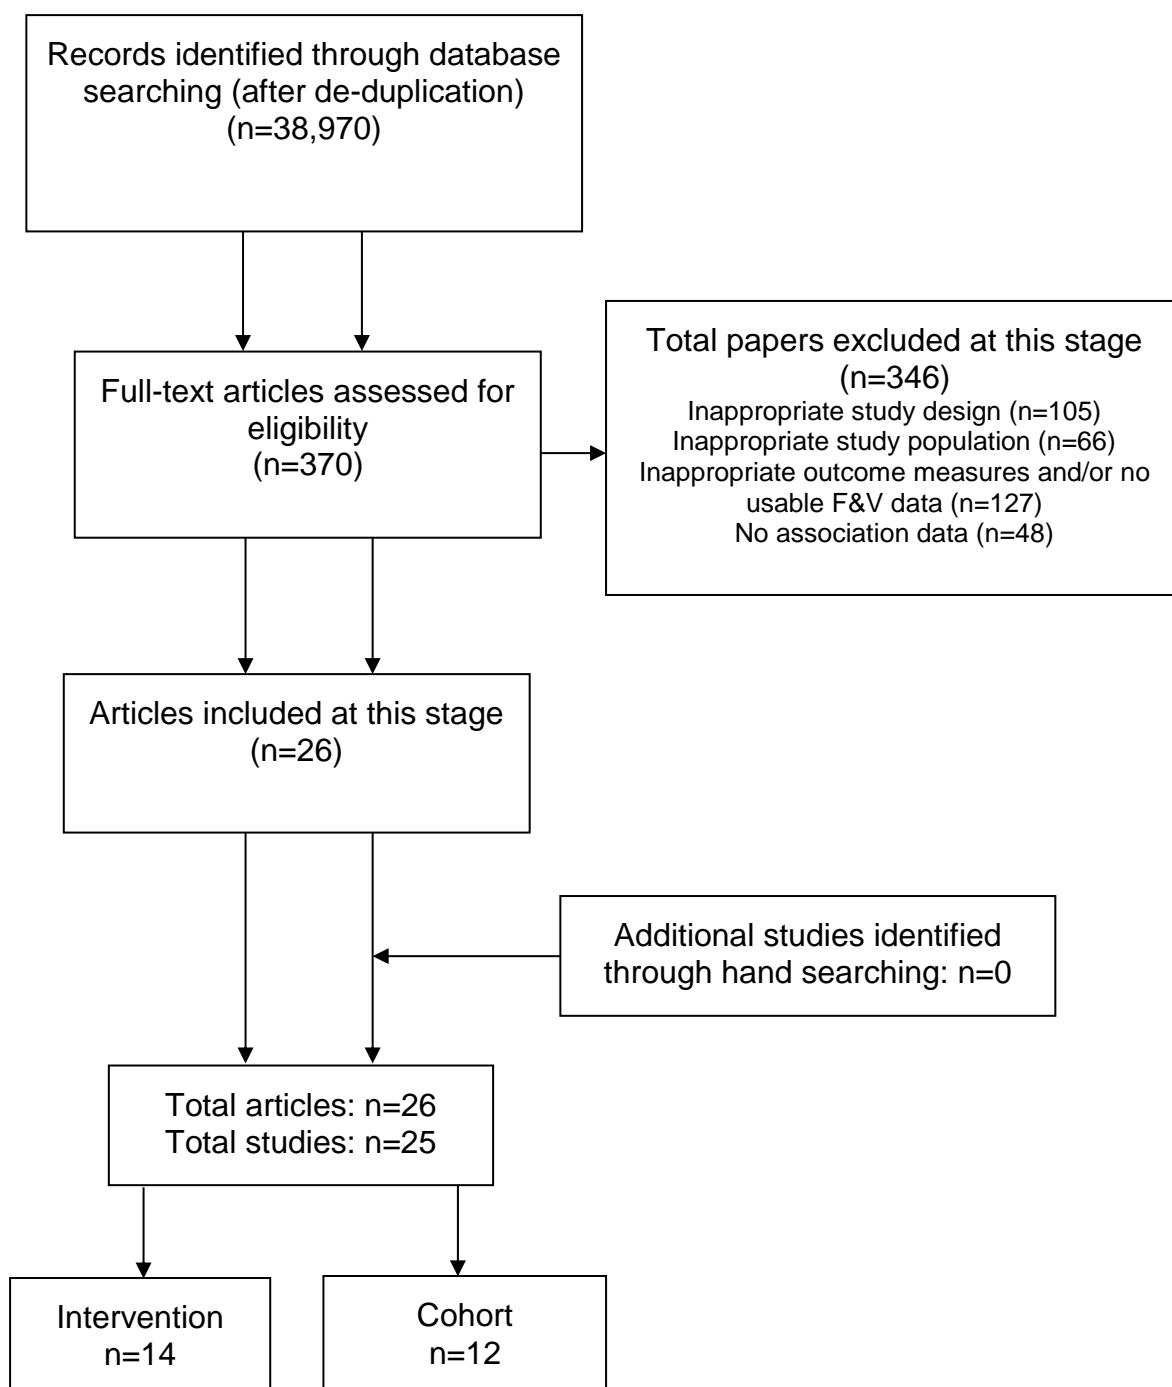 Records identified through database
searching (after de-duplication)
(n=38,970)
Full-text articles assessed for
eligibility
(n=370)
Total papers excluded at this stage
(n=346)
Inappropriate study design (n=105)
Inappropriate study population (n=66)
Inappropriate outcome measures and/or no
usable F&V data (n=127)
No association data (n=48)
Articles included at this stage
(n=26)
Additional studies identified
through hand searching: n=0
Total articles: n=26
Total studies: n=25
Intervention
n=14
Cohort
n=12